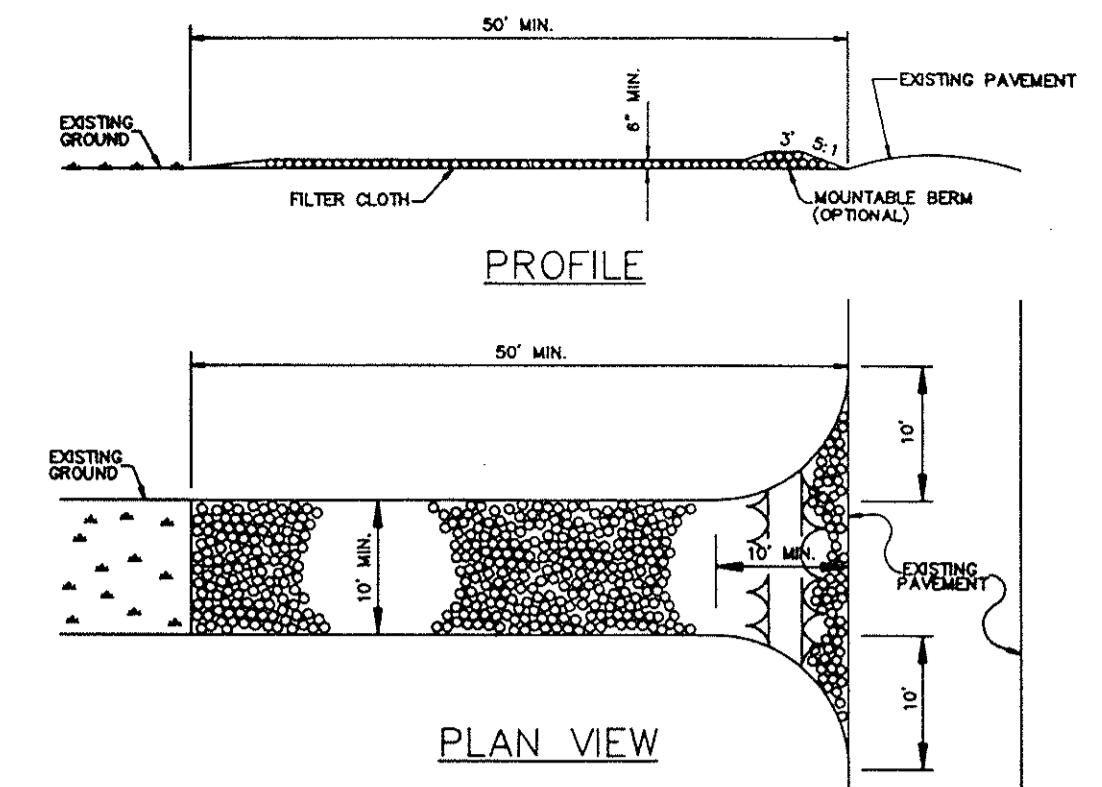 50' MIN.
EXISTING PAVEMENT
6" MIN.
EXISTING
GROUND
3'
5:1
FILTER CLOTH
MOUNTABLE BERM
(OPTIONAL)
PROFILE
50' MIN.
10'
EXISTING
GROUND
10' MIN.
10' MIN.
EXISTING
PAVEMENT
10'
PLAN VIEW